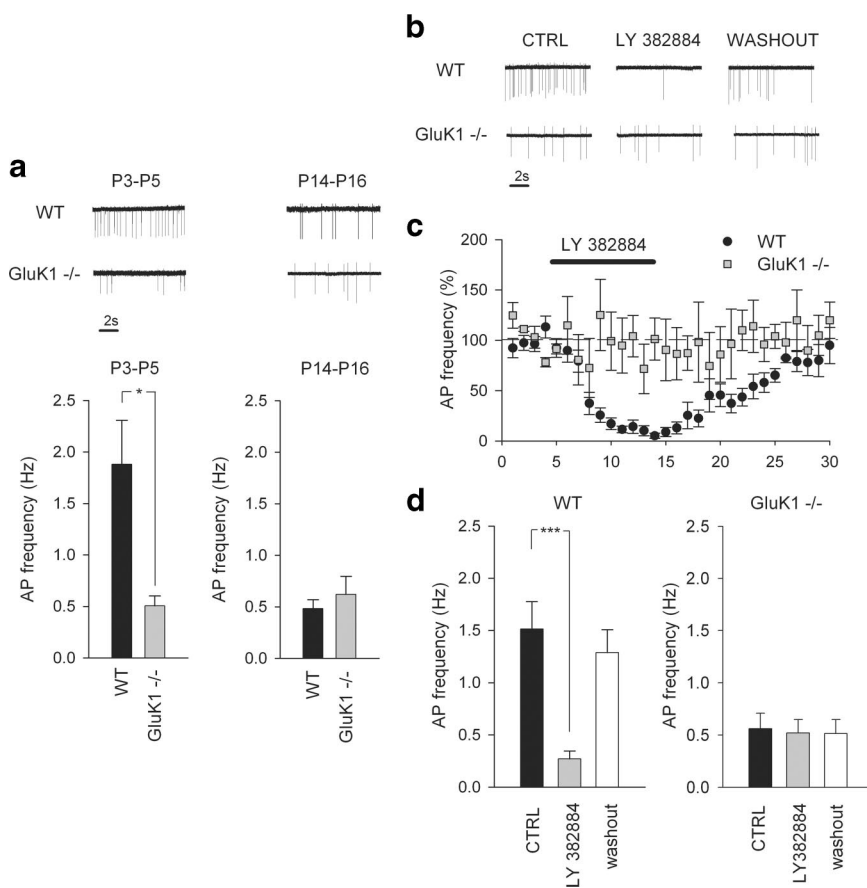 b
CTRL LY 382884 WASHOUT
WT
GluK1 -/-
2s
a
P3-P5 P14-P16
WT
GluK1 -/-
2s
P3-P5
AP frequency (Hz)
2.5
2.0
1.5
1.0
0.5
0.0
*
WT
GluK1 -/-
P14-P16
AP frequency (Hz)
2.5
2.0
1.5
1.0
0.5
0.0
WT
GluK1 -/-
c
LY 382884
WT
GluK1 -/-
AP frequency (%)
200
150
100
50
0
0 5 10 15 20 25 30
d
WT
AP frequency (Hz)
2.5
2.0
1.5
1.0
0.5
0.0
***
CTRL
LY 382884
washout
GluK1 -/-
AP frequency (Hz)
2.5
2.0
1.5
1.0
0.5
0.0
CTRL
LY382884
washout